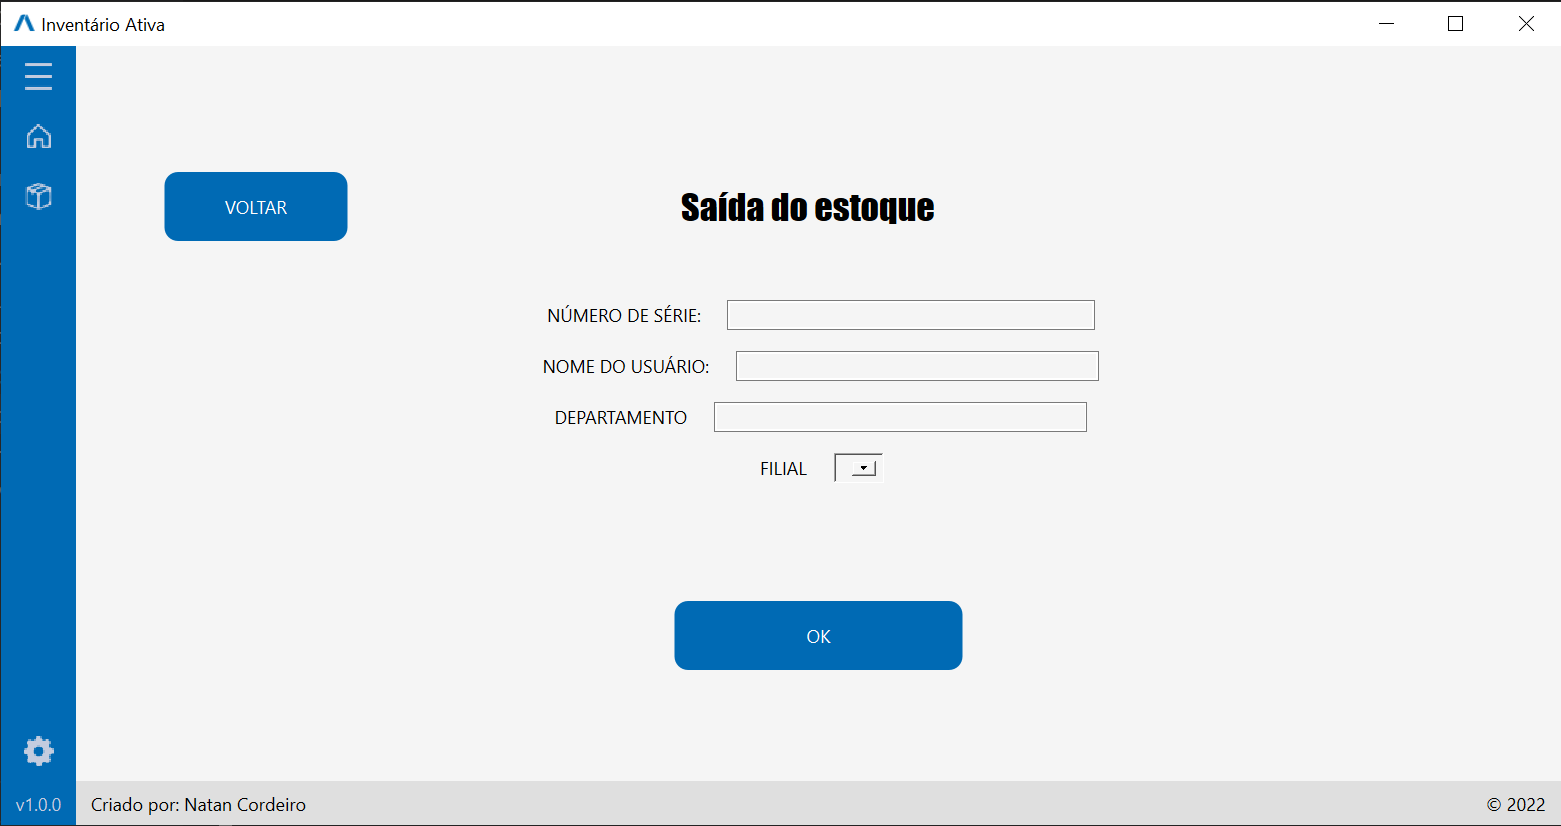 Inventário Ativa
VOLTAR
Saída do estoque
NÚMERO DE SÉRIE:
NOME DO USUÁRIO:
DEPARTAMENTO
FILIAL
OK
v1.0.0
Criado por: Natan Cordeiro
© 2022